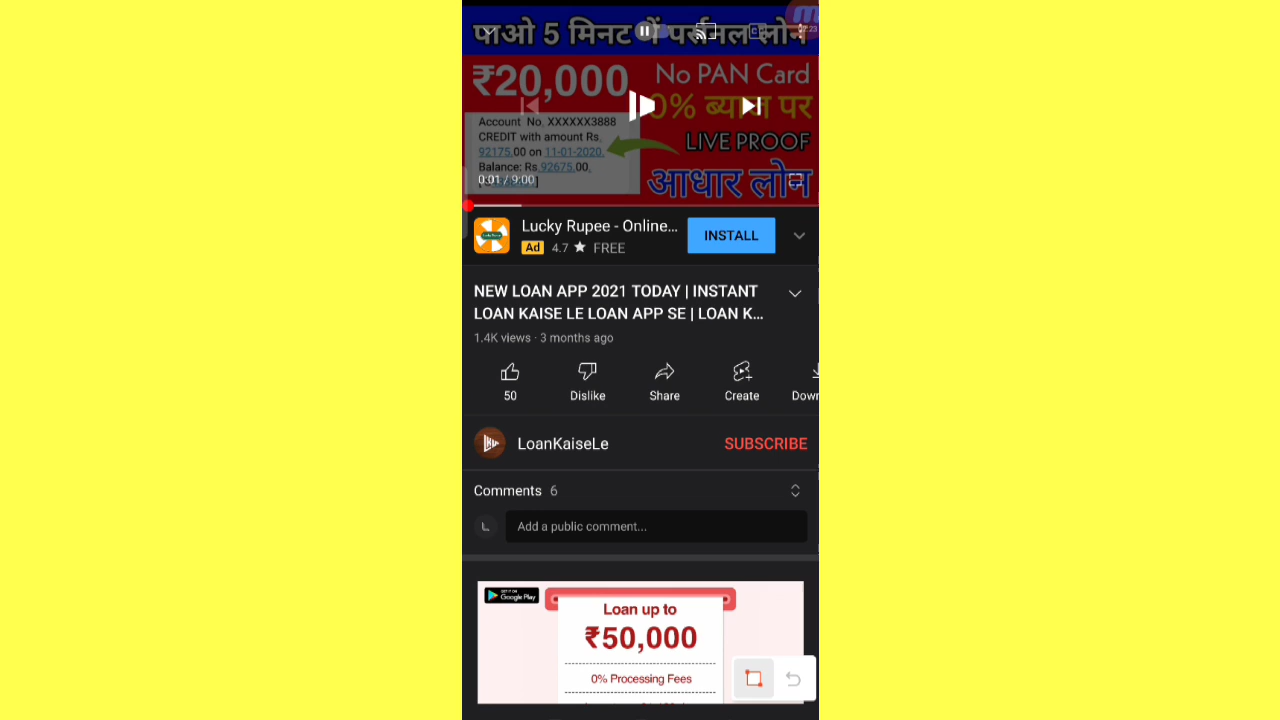 पाओ 5 मिनट में पर्सनल लोन
₹20,000
No PAN Card
0% ब्याज पर
Account No. XXXXXX3888
CREDIT with amount Rs.
92175.00 on 11-01-2020.
Balance: Rs.92675.00.
LIVE PROOF
आधार लोन
0:01 / 9:00
Lucky Rupee - Online...
Ad 4.7 ★ FREE
INSTALL
NEW LOAN APP 2021 TODAY | INSTANT
LOAN KAISE LE LOAN APP SE | LOAN K...
1.4K views · 3 months ago
50 Dislike Share Create Down
LoanKaiseLe
SUBSCRIBE
Comments 6
L
Add a public comment...
GET IT ON
Google Play
Loan up to
₹50,000
0% Processing Fees